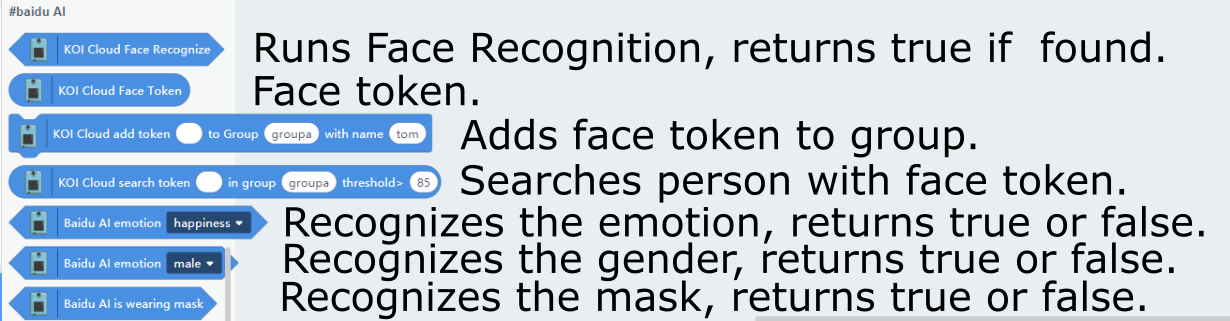 #baidu AI
KOI Cloud Face Recognize Runs Face Recognition, returns true if found.
KOI Cloud Face Token Face token.
KOI Cloud add token to Group groupa with name tom Adds face token to group.
KOI Cloud search token in group groupa threshold> 85 Searches person with face token.
Baidu AI emotion happiness Recognizes the emotion, returns true or false.
Baidu AI emotion male Recognizes the gender, returns true or false.
Baidu AI is wearing mask Recognizes the mask, returns true or false.